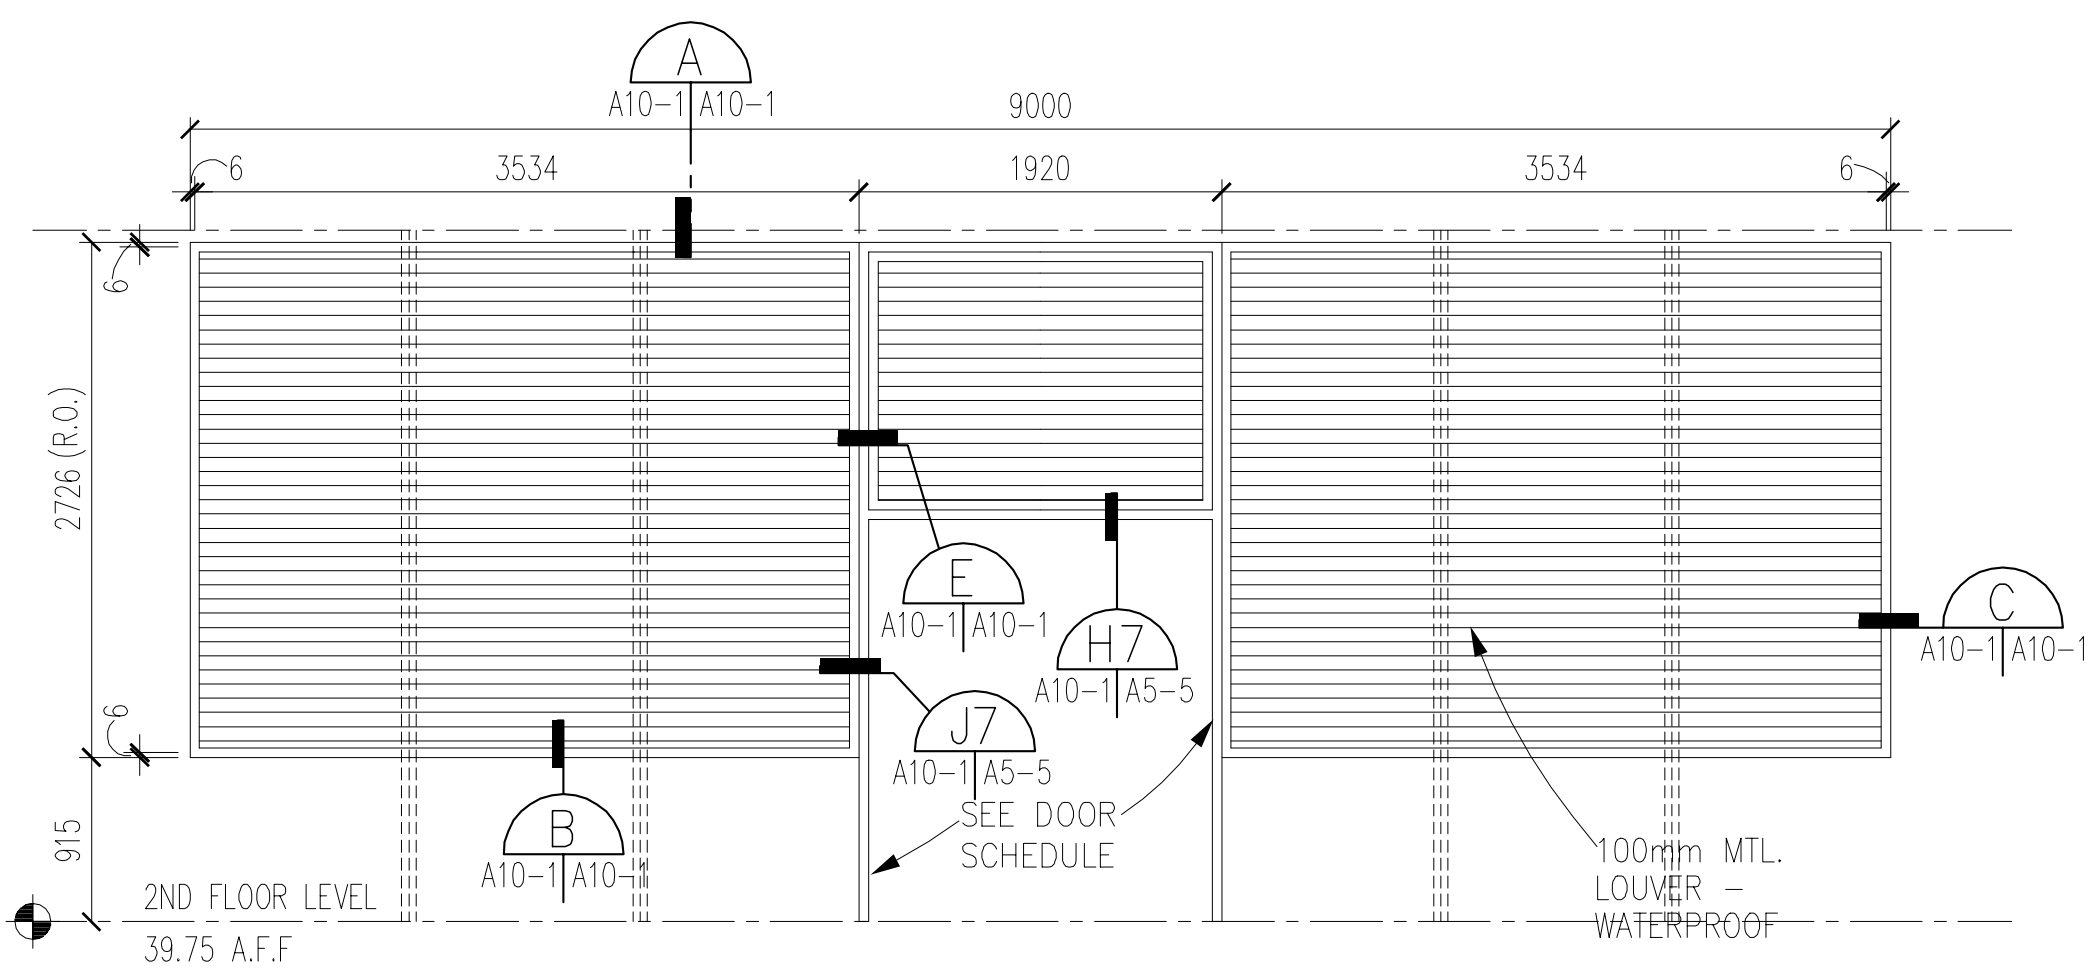 A
A10-1 A10-1
9000
6
3534
1920
3534
6
6
2726 (R.O.)
E
A10-1 A10-1
C
A10-1 A10-1
H7
A10-1 A5-5
6
J7
A10-1 A5-5
SEE DOOR
SCHEDULE
B
A10-1 A10-1
915
100mm MTL.
LOUVER -
WATERPROOF
2ND FLOOR LEVEL
39.75 A.F.F